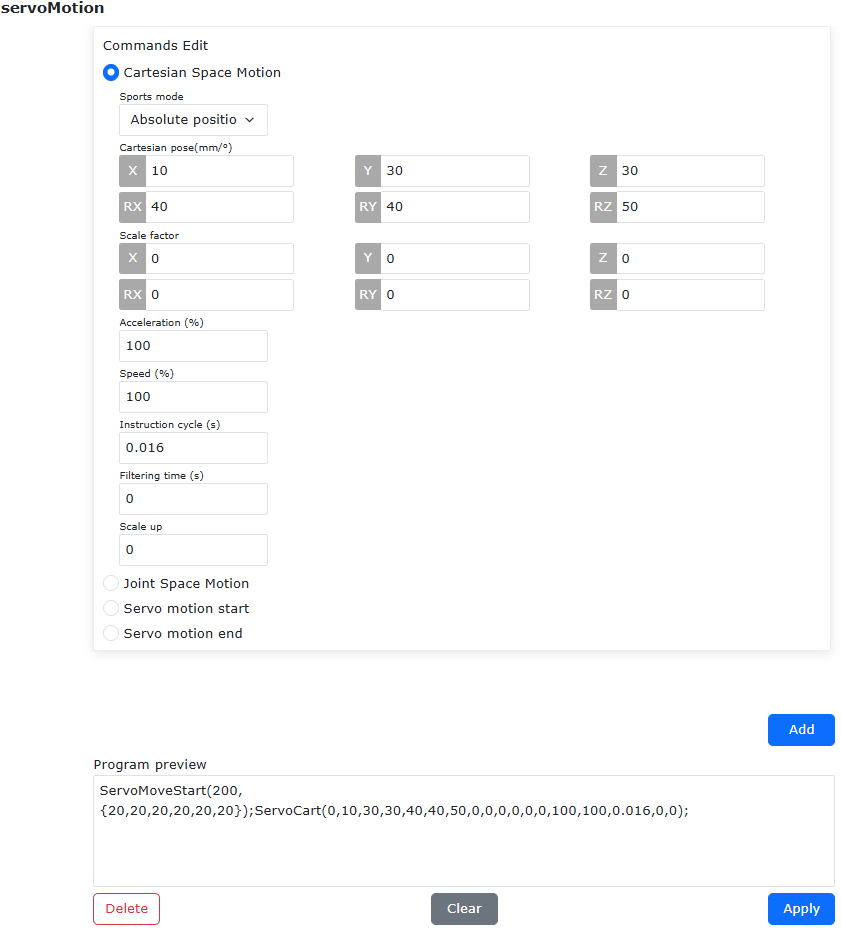 servoMotion
Commands Edit
Cartesian Space Motion
Sports mode
Absolute positio
Cartesian pose(mm/°)
X 10 Y 30 Z 30
RX 40 RY 40 RZ 50
Scale factor
X 0 Y 0 Z 0
RX 0 RY 0 RZ 0
Acceleration (%)
100
Speed (%)
100
Instruction cycle (s)
0.016
Filtering time (s)
0
Scale up
0
Joint Space Motion
Servo motion start
Servo motion end
Add
Program preview
ServoMoveStart(200,
{20,20,20,20,20,20});ServoCart(0,10,30,30,40,40,50,0,0,0,0,0,0,100,100,0.016,0,0);
Delete Clear Apply